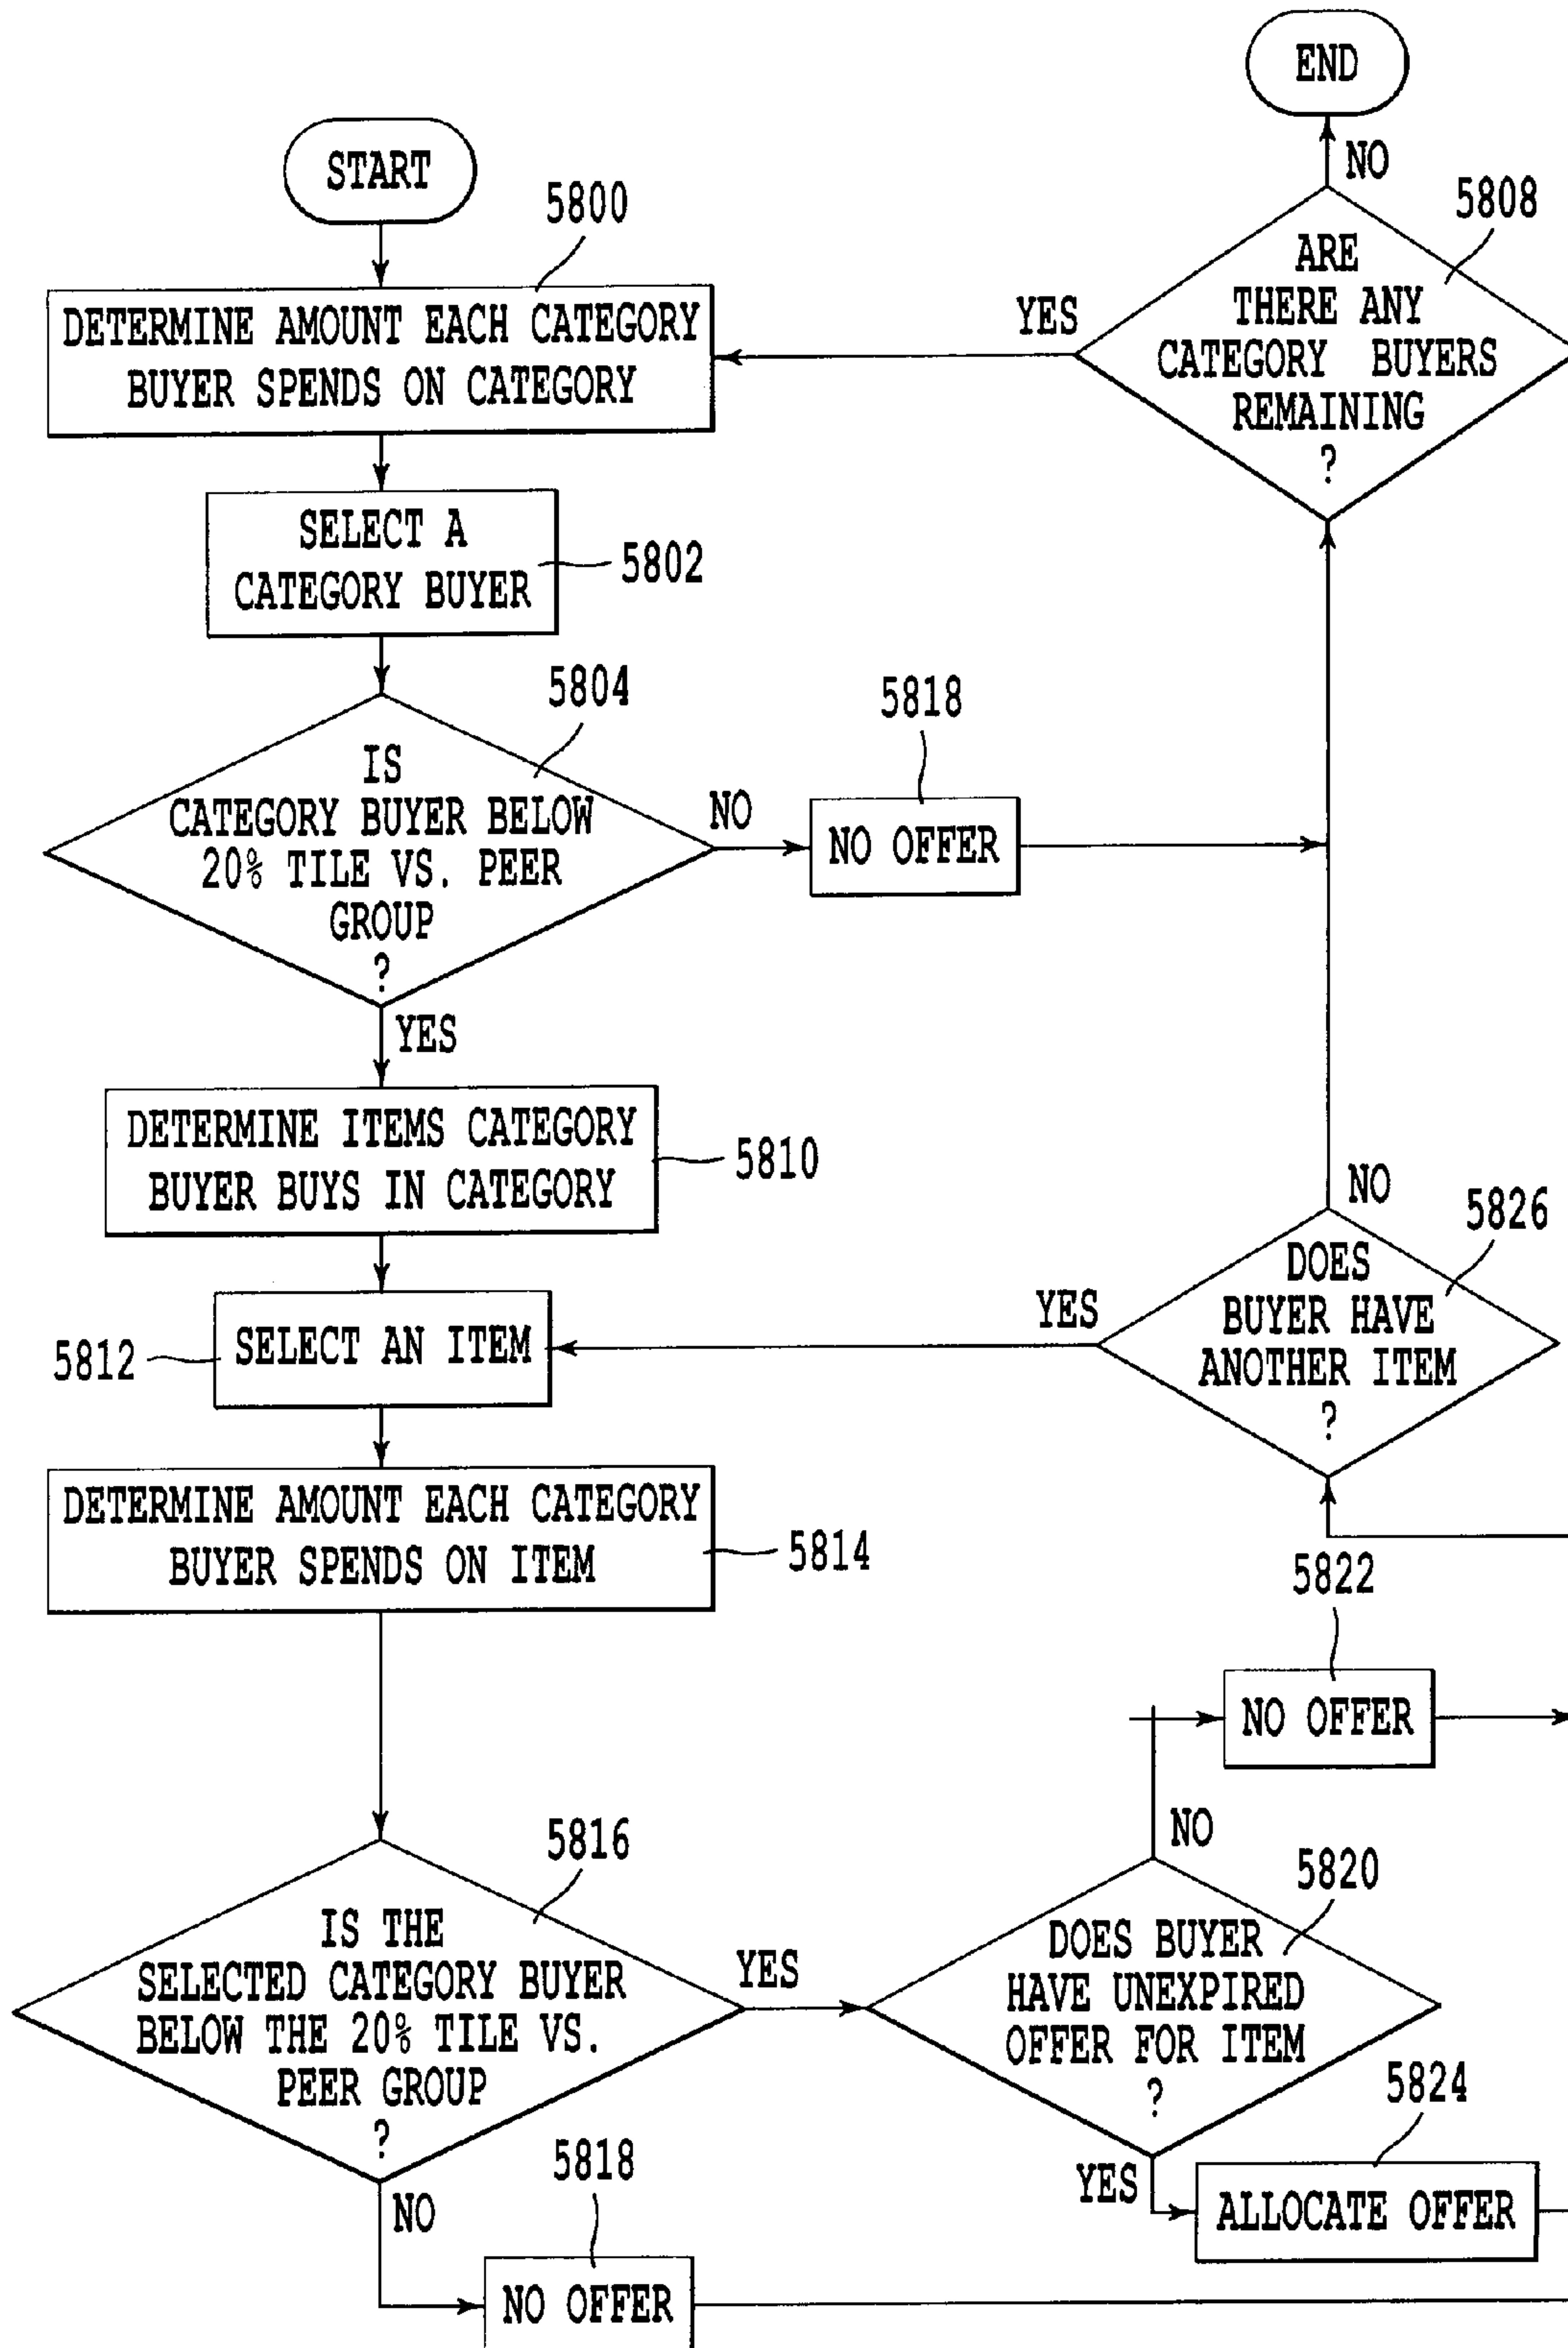 START
5800
DETERMINE AMOUNT EACH CATEGORY
BUYER SPENDS ON CATEGORY
SELECT A
CATEGORY BUYER
5802
5804
IS
CATEGORY BUYER BELOW
20% TILE VS. PEER
GROUP
?
NO
5818
NO OFFER
YES
DETERMINE ITEMS CATEGORY
BUYER BUYS IN CATEGORY
5810
5812
SELECT AN ITEM
DETERMINE AMOUNT EACH CATEGORY
BUYER SPENDS ON ITEM
5814
5816
IS THE
SELECTED CATEGORY BUYER
BELOW THE 20% TILE VS.
PEER GROUP
?
YES
NO
5818
NO OFFER
5820
DOES BUYER
HAVE UNEXPIRED
OFFER FOR ITEM
?
NO
5822
NO OFFER
YES
5824
ALLOCATE OFFER
5826
DOES
BUYER HAVE
ANOTHER ITEM
?
YES
NO
5808
ARE
THERE ANY
CATEGORY BUYERS
REMAINING
?
YES
NO
END